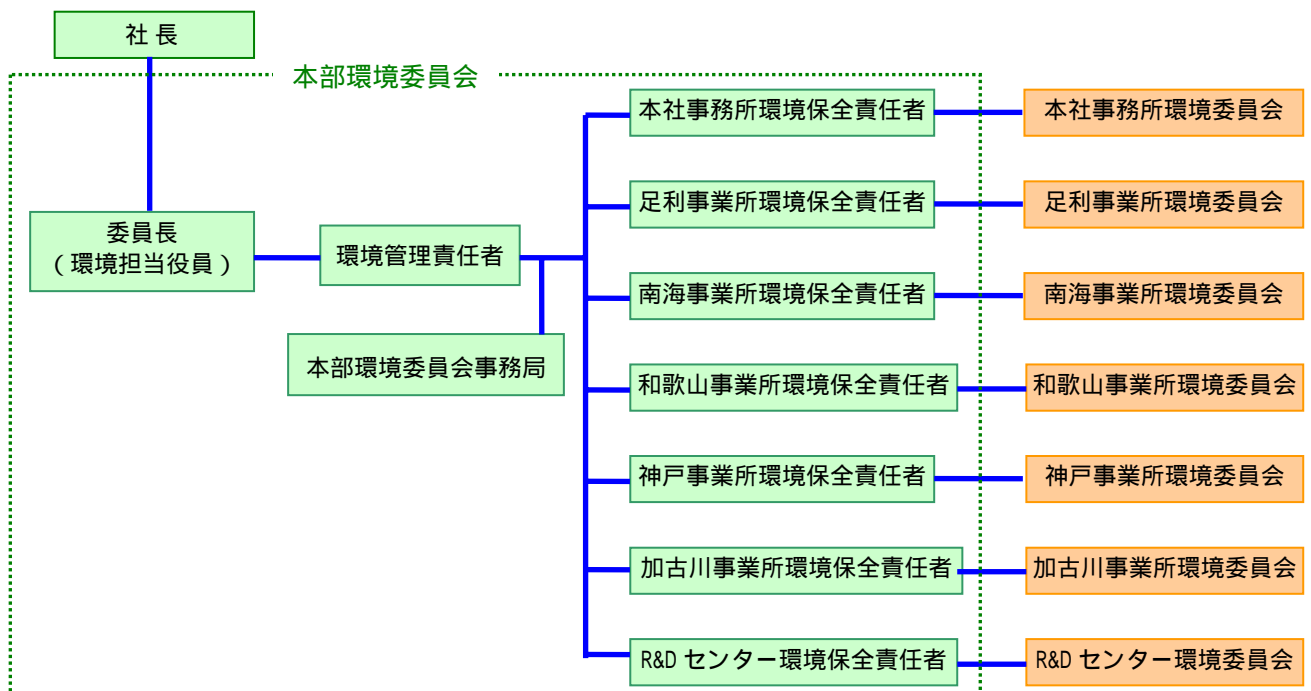 社 長
本部環境委員会
委員長
（環境担当役員）
環境管理責任者
本部環境委員会事務局
本社事務所環境保全責任者
本社事務所環境委員会
足利事業所環境保全責任者
足利事業所環境委員会
南海事業所環境保全責任者
南海事業所環境委員会
和歌山事業所環境保全責任者
和歌山事業所環境委員会
神戸事業所環境保全責任者
神戸事業所環境委員会
加古川事業所環境保全責任者
加古川事業所環境委員会
R&D センター環境保全責任者
R&D センター環境委員会